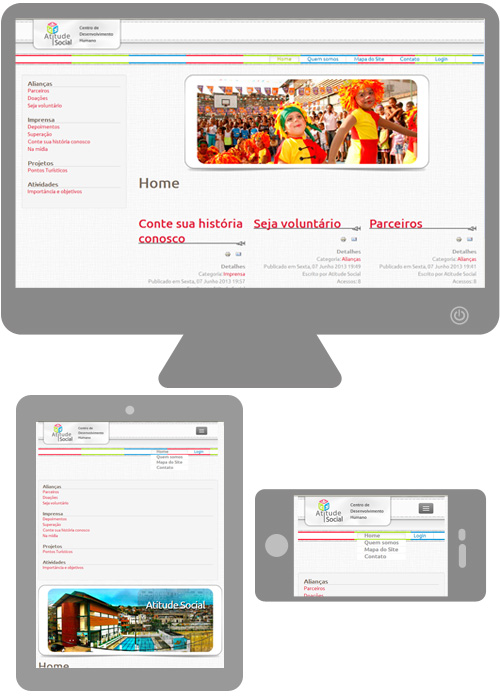 Atitude
Social
Centro de
Desenvolvimento
Humano
Home Quem somos Mapa do Site Contato Login
Alianças
Parceiros
Doações
Seja voluntário
Imprensa
Depoimentos
Superação
Conte sua história conosco
Na mídia
Projetos
Pontos Turísticos
Atividades
Importância e objetivos
Home
Conte sua história
conosco
Detalhes
Categoria: Imprensa
Publicado em Sexta, 07 Junho 2013 19:57
Seja voluntário
Detalhes
Categoria: Alianças
Publicado em Sexta, 07 Junho 2013 19:49
Escrito por Atitude Social
Acessos: 8
Parceiros
Detalhes
Categoria: Alianças
Publicado em Sexta, 07 Junho 2013 19:41
Escrito por Atitude Social
Acessos: 8
Atitude
Social
Centro de
Desenvolvimento
Humano
Home Login
Quem somos
Mapa do Site
Contato
Alianças
Parceiros
Doações
Seja voluntário
Imprensa
Depoimentos
Superação
Conte sua história conosco
Na mídia
Projetos
Pontos Turísticos
Atividades
Importância e objetivos
Atitude Social
Home
Atitude
Social
Centro de
Desenvolvimento
Humano
Home Login
Quem somos
Mapa do Site
Contato
Alianças
Parceiros
Doações